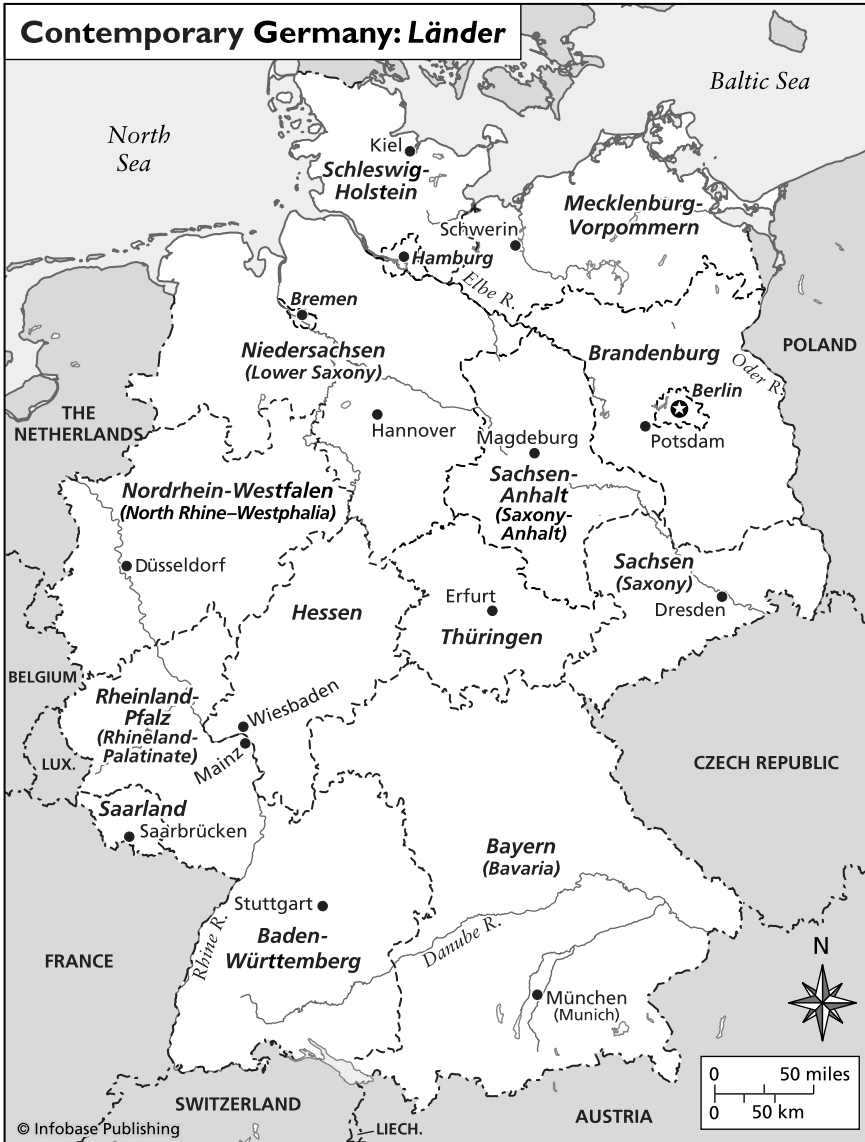 Contemporary Germany: Länder
Baltic Sea
North
Sea
Kiel
Schleswig-
Holstein
Mecklenburg-
Vorpommern
Schwerin
Hamburg
Elbe R.
Bremen
Niedersachsen
(Lower Saxony)
Brandenburg
POLAND
Oder R.
Berlin
THE
NETHERLANDS
Hannover
Magdeburg
Potsdam
Sachsen-
Anhalt
(Saxony-
Anhalt)
Nordrhein-Westfalen
(North Rhine–Westphalia)
Düsseldorf
Sachsen
(Saxony)
Erfurt
Dresden
Hessen
Thüringen
BELGIUM
Rheinland-
Pfalz
(Rhineland-
Palatinate)
Wiesbaden
Mainz
LUX.
CZECH REPUBLIC
Saarland
Saarbrücken
Bayern
(Bavaria)
Stuttgart
Baden-
Württemberg
Rhine R.
Danube R.
FRANCE
N
München
(Munich)
0 50 miles
0 50 km
SWITZERLAND
AUSTRIA
LIECH.
© Infobase Publishing